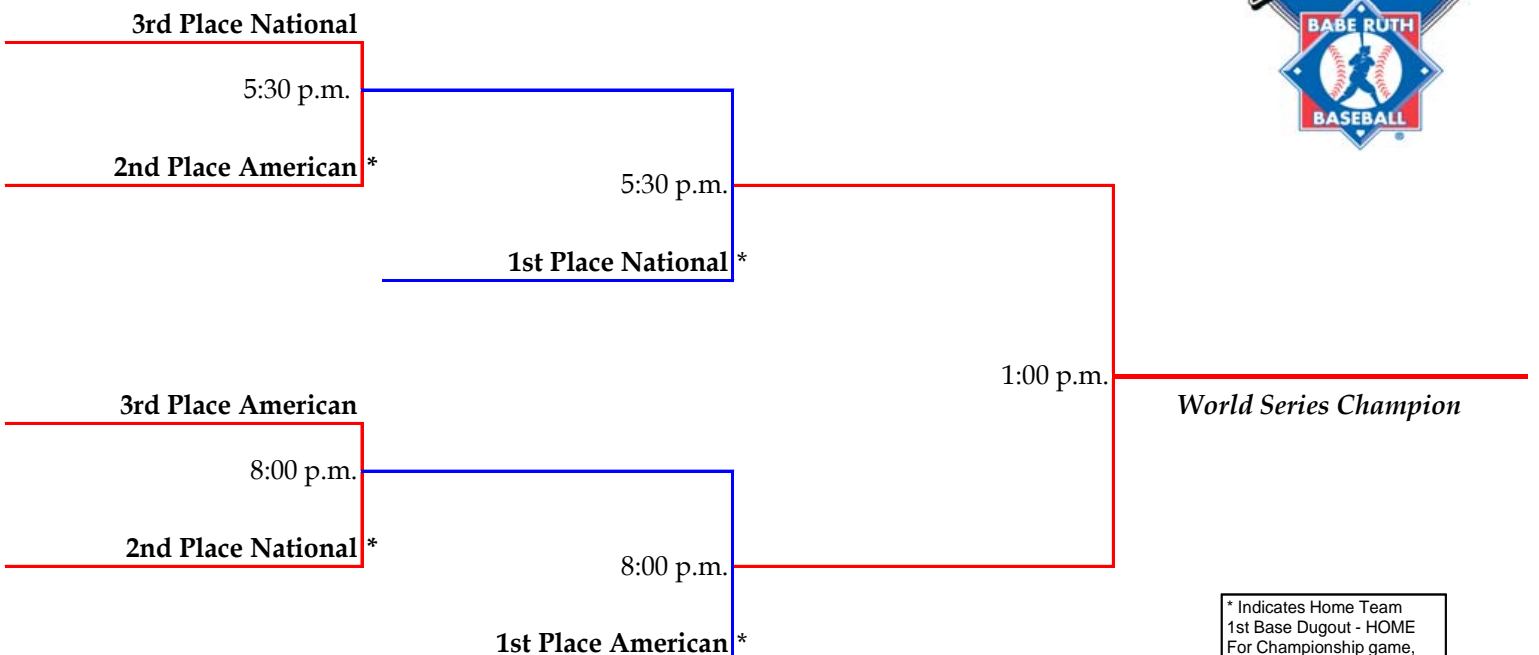 3rd Place National
BABE RUTH
BASEBALL
®
5:30 p.m.
2nd Place American *
5:30 p.m.
1st Place National *
1:00 p.m.
World Series Champion
3rd Place American
8:00 p.m.
2nd Place National *
8:00 p.m.
1st Place American *
* Indicates Home Team
1st Base Dugout - HOME
For Championship game,